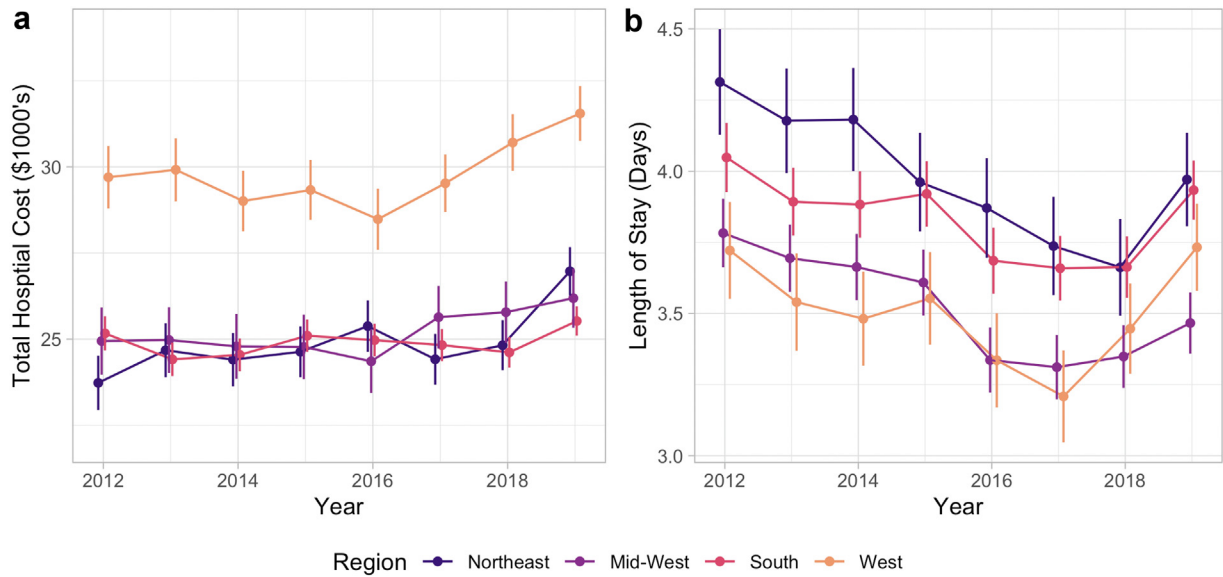 a
Total Hosptial Cost ($1000's)
30
25
2012 2014 2016 2018
Year
b
Length of Stay (Days)
4.5
4.0
3.5
3.0
2012 2014 2016 2018
Year
Region Northeast Mid-West South West